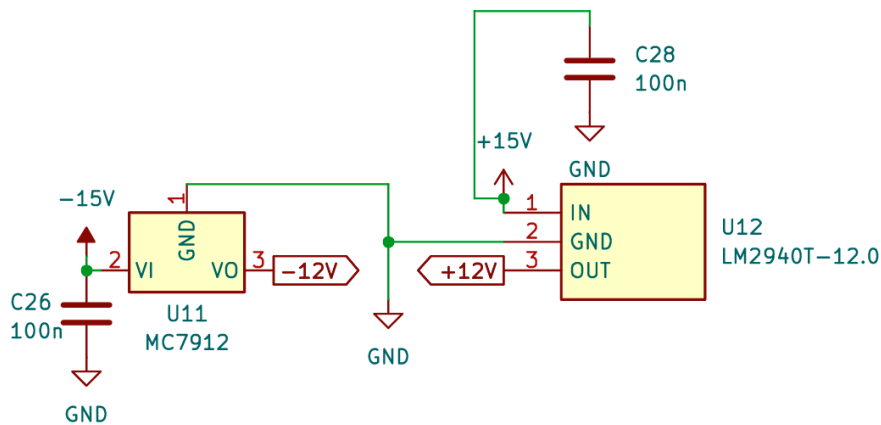 C28
100n
+15V
GND
-15V
1
GND
2
VI
VO
3
-12V
U11
MC7912
C26
100n
GND
GND
+12V
1
IN
2
GND
3
OUT
U12
LM2940T-12.0